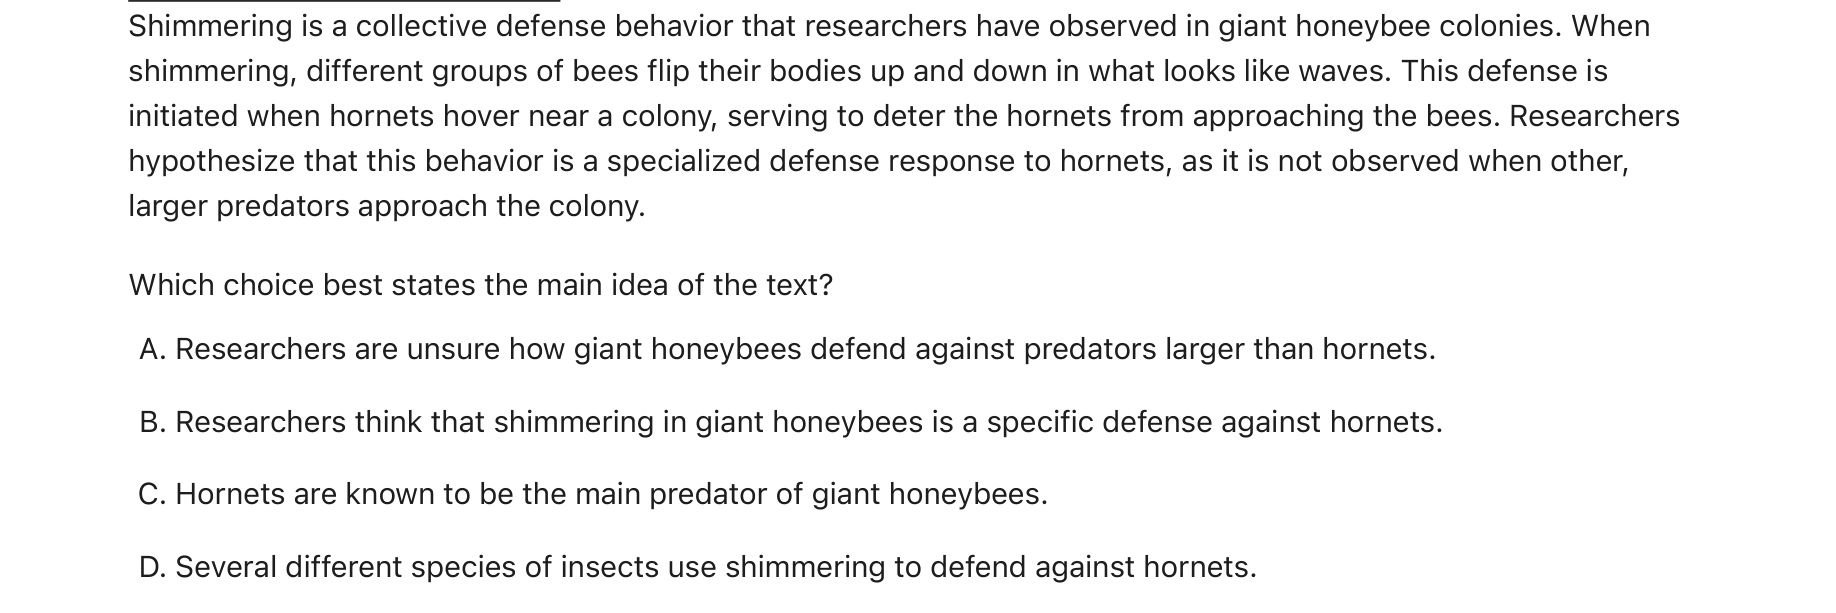 Shimmering is a collective defense behavior that researchers have observed in giant honeybee colonies. When
shimmering, different groups of bees flip their bodies up and down in what looks like waves. This defense is
initiated when hornets hover near a colony, serving to deter the hornets from approaching the bees. Researchers
hypothesize that this behavior is a specialized defense response to hornets, as it is not observed when other,
larger predators approach the colony.
Which choice best states the main idea of the text?
A. Researchers are unsure how giant honeybees defend against predators larger than hornets.
B. Researchers think that shimmering in giant honeybees is a specific defense against hornets.
C. Hornets are known to be the main predator of giant honeybees.
D. Several different species of insects use shimmering to defend against hornets.